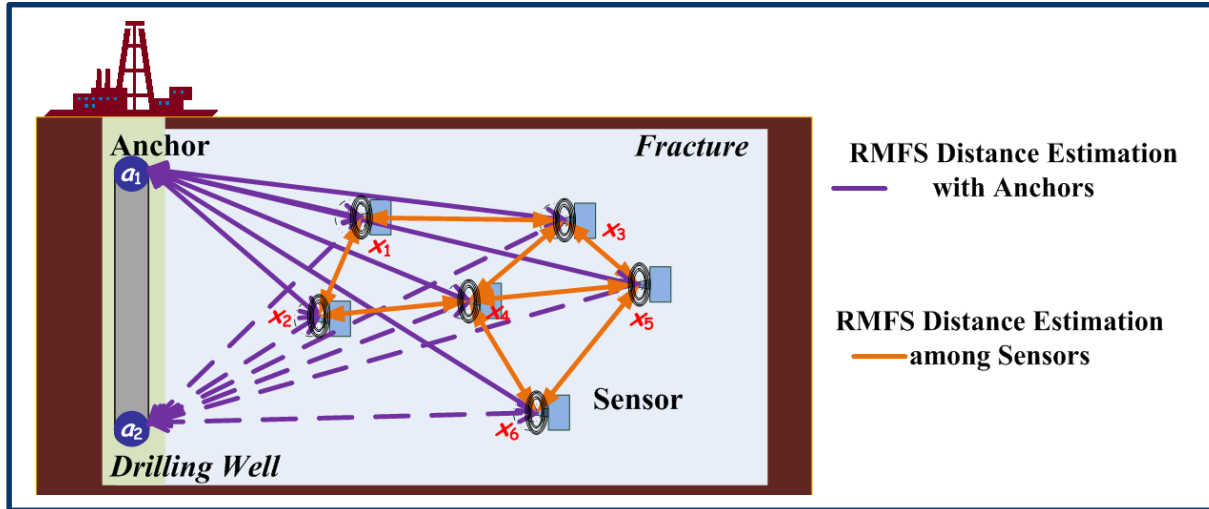 Anchor
Fracture
a1
x1
x3
x2
x4
x5
Sensor
x6
a2
Drilling Well
RMFS Distance Estimation
with Anchors
RMFS Distance Estimation
among Sensors